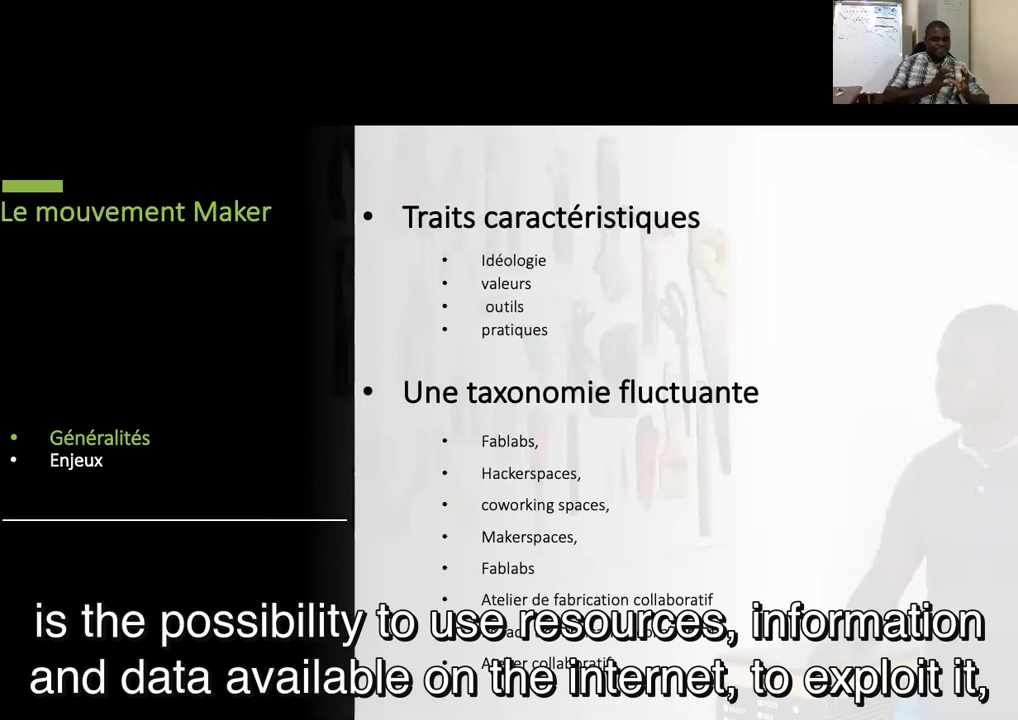 Le mouvement Maker
• Généralités
• Enjeux
• Traits caractéristiques
• Idéologie
• valeurs
• outils
• pratiques
• Une taxonomie fluctuante
• Fablabs,
• Hackerspaces,
• coworking spaces,
• Makerspaces,
• Fablabs
• Atelier de fabrication collaboratif
• Atelier collaboratif
is the possibility to use resources, information
and data available on the internet, to exploit it,